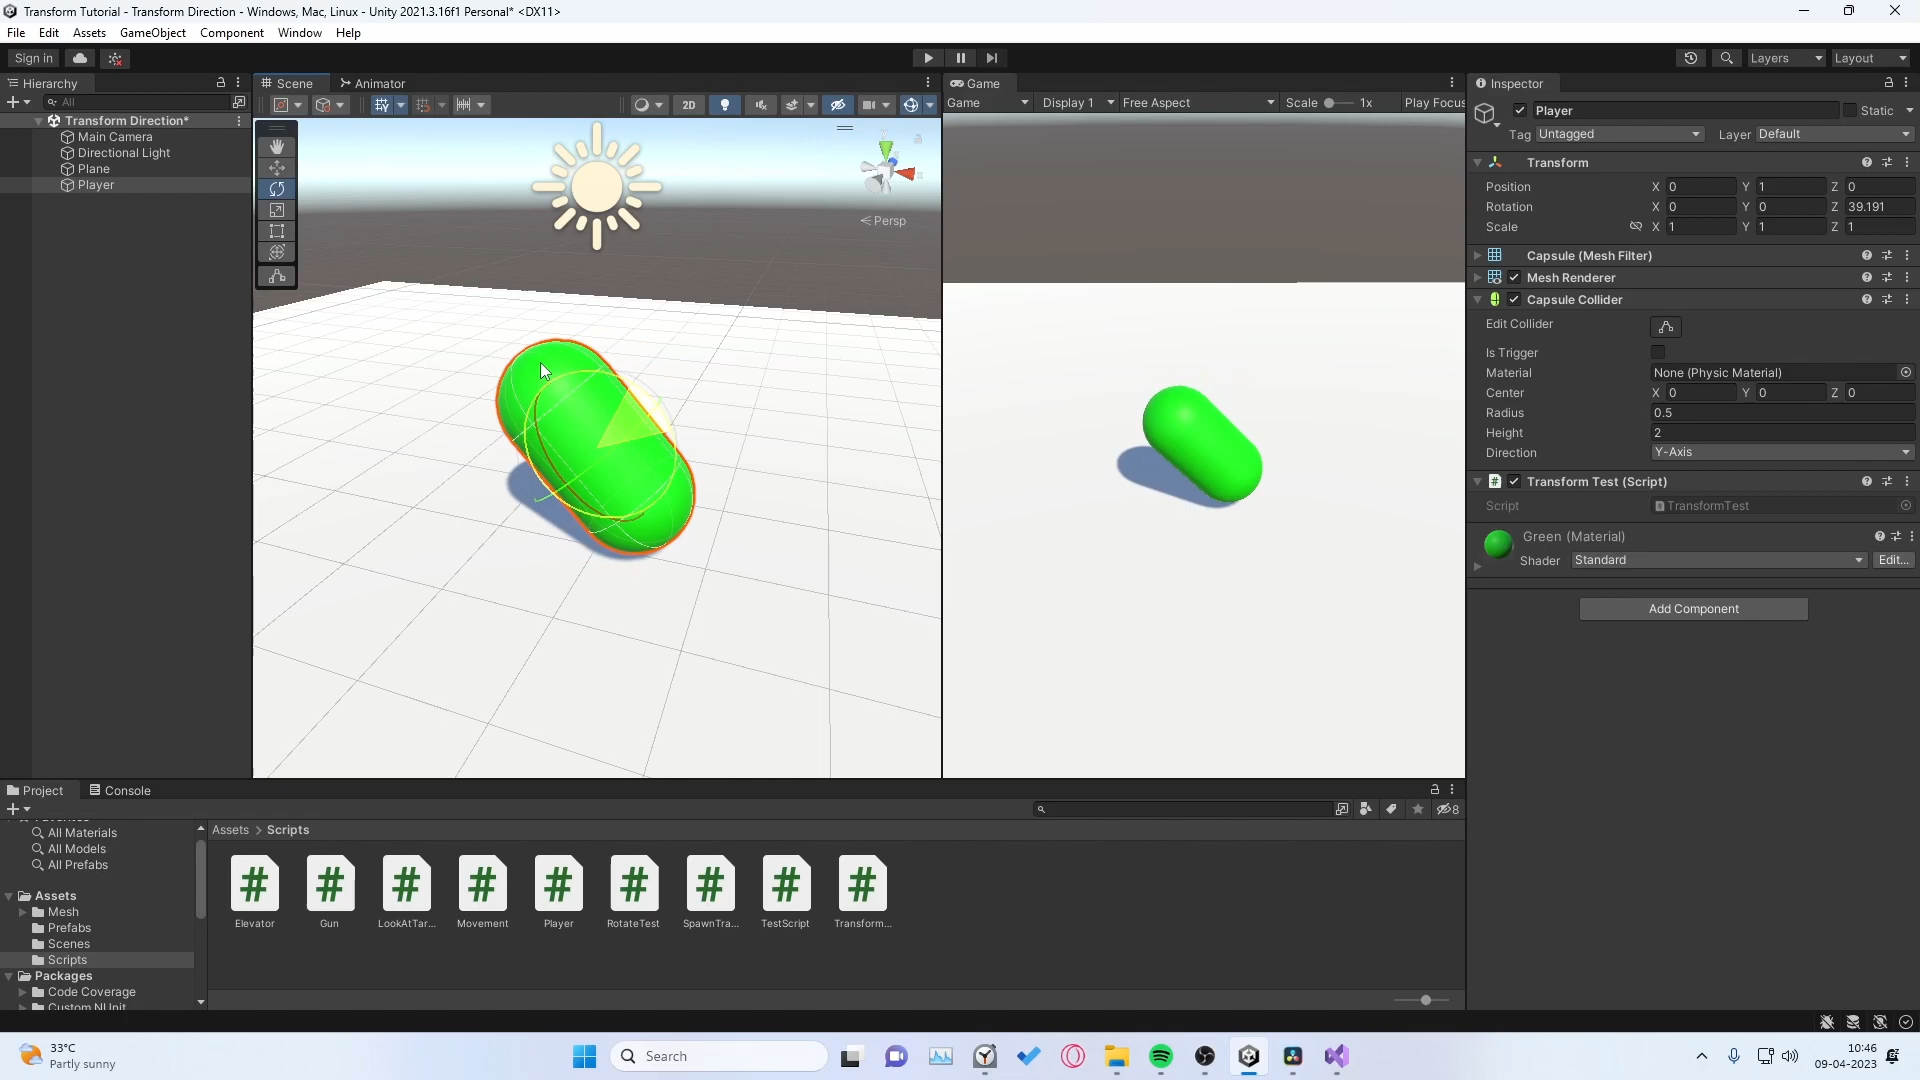 Transform Tutorial - Transform Direction - Windows, Mac, Linux - Unity 2021.3.16f1 Personal* <DX11>
File Edit Assets GameObject Component Window Help
Sign in
Layers
Layout
Hierarchy
All
Transform Direction*
Main Camera
Directional Light
Plane
Player
Scene
Animator
2D
< Persp
Game
Game
Display 1
Free Aspect
Scale
1x
Play Focus
Inspector
Player
Static
Tag Untagged
Layer Default
Transform
Position X 0 Y 1 Z 0
Rotation X 0 Y 0 Z 39.191
Scale X 1 Y 1 Z 1
Capsule (Mesh Filter)
Mesh Renderer
Capsule Collider
Edit Collider
Is Trigger
Material None (Physic Material)
Center X 0 Y 0 Z 0
Radius 0.5
Height 2
Direction Y-Axis
Transform Test (Script)
Script TransformTest
Green (Material)
Shader Standard Edit...
Add Component
Project
Console
8
All Materials
All Models
All Prefabs
Assets
Mesh
Prefabs
Scenes
Scripts
Packages
Code Coverage
Custom NUnit
Assets > Scripts
Elevator
Gun
LookAtTar...
Movement
Player
RotateTest
SpawnTra...
TestScript
Transform...
33°C
Partly sunny
Search
10:46
09-04-2023